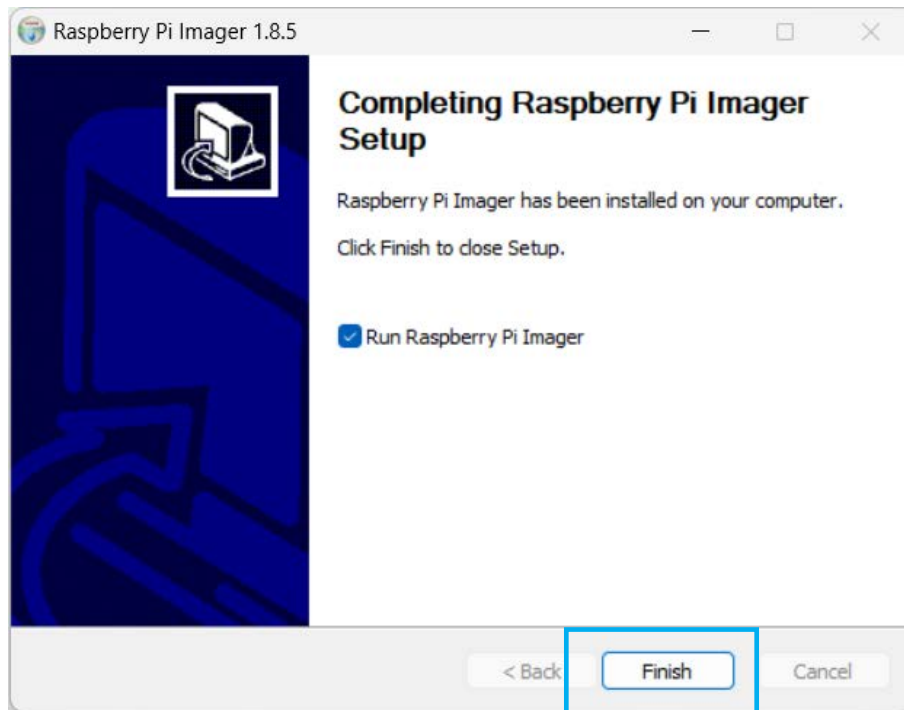 Raspberry Pi Imager 1.8.5
Completing Raspberry Pi Imager
Setup
Raspberry Pi Imager has been installed on your computer.
Click Finish to close Setup.
Run Raspberry Pi Imager
< Back Finish Cancel